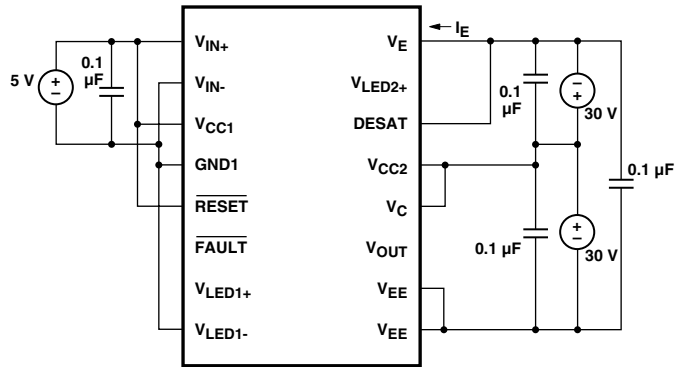 5 V
+
−
0.1
µF
V_IN+
V_IN-
V_CC1
GND1
RESET
FAULT
V_LED1+
V_LED1-
V_E
V_LED2+
DESAT
V_CC2
V_C
V_OUT
V_EE
V_EE
I_E
0.1
µF
−
+
30 V
0.1 µF
+
−
30 V
0.1 µF